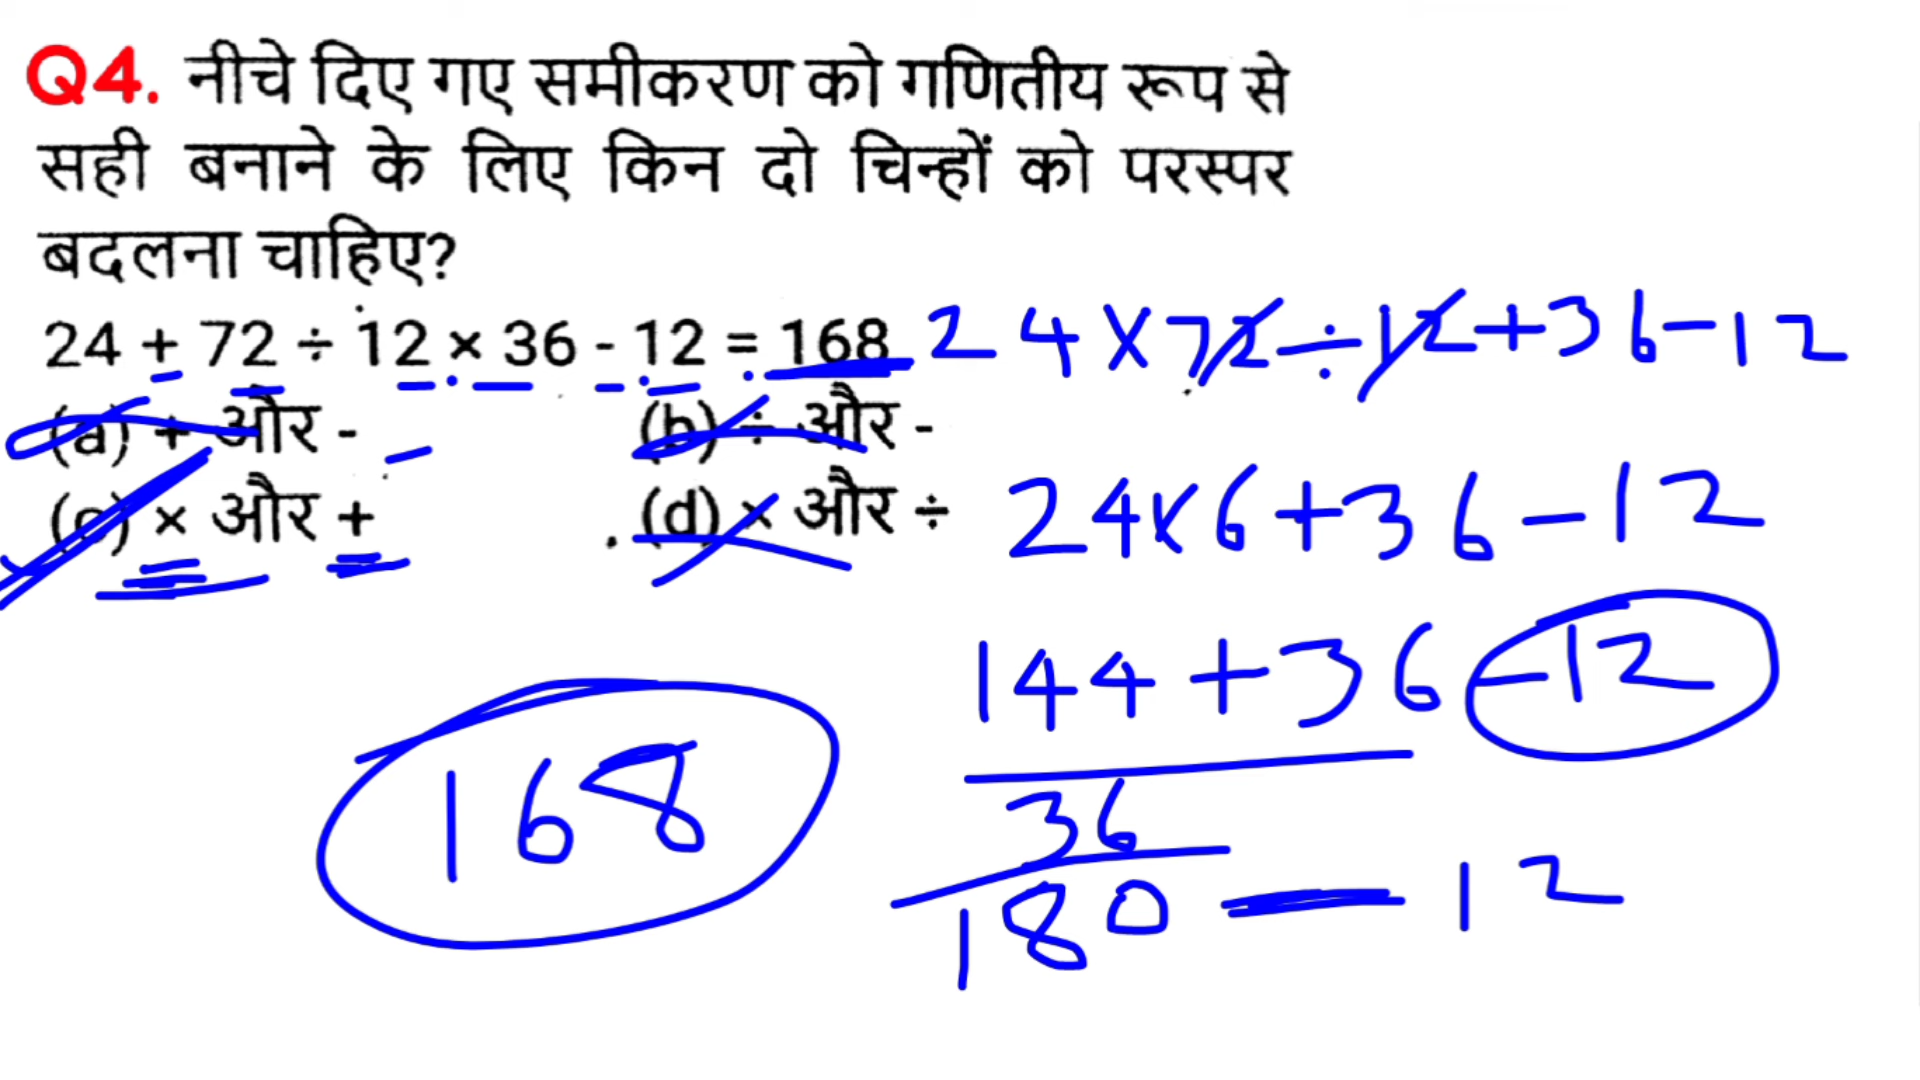 Q4. नीचे दिए गए समीकरण को गणितीय रूप से
सही बनाने के लिए किन दो चिन्हों को परस्पर
बदलना चाहिए?
24 + 72 ÷ 12 × 36 - 12 = 168
24×72÷12+36-12
(a) + और -
(b) ÷ और -
(c) × और +
(d) × और ÷
24×6+36-12
144+36-12
36
180-12
168